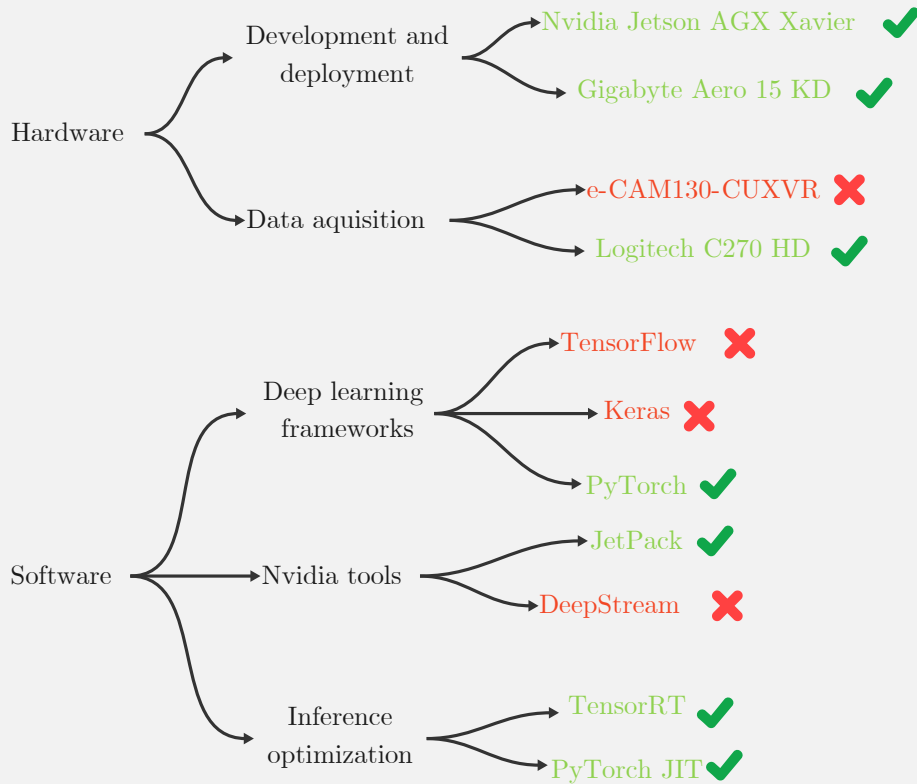 Hardware
Development and
deployment
Nvidia Jetson AGX Xavier
Gigabyte Aero 15 KD
Data aquisition
e-CAM130-CUXVR
Logitech C270 HD
Software
Deep learning
frameworks
TensorFlow
Keras
PyTorch
Nvidia tools
JetPack
DeepStream
Inference
optimization
TensorRT
PyTorch JIT